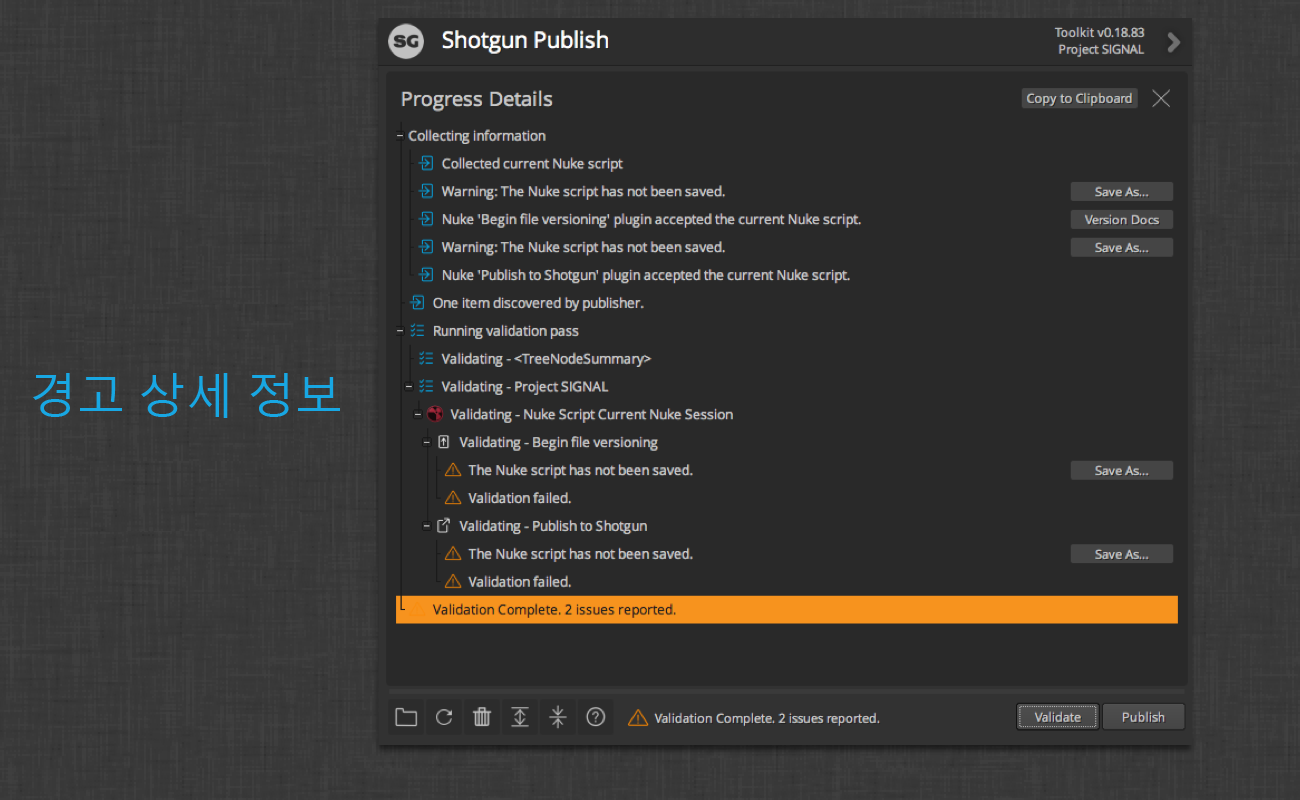 SG Shotgun Publish
Toolkit v0.18.83
Project SIGNAL
Progress Details
Copy to Clipboard
Collecting information
Collected current Nuke script
Warning: The Nuke script has not been saved. Save As...
Nuke 'Begin file versioning' plugin accepted the current Nuke script. Version Docs
Warning: The Nuke script has not been saved. Save As...
Nuke 'Publish to Shotgun' plugin accepted the current Nuke script.
One item discovered by publisher.
Running validation pass
Validating - <TreeNodeSummary>
Validating - Project SIGNAL
경고 상세 정보
Validating - Nuke Script Current Nuke Session
Validating - Begin file versioning
The Nuke script has not been saved. Save As...
Validation failed.
Validating - Publish to Shotgun
The Nuke script has not been saved. Save As...
Validation failed.
Validation Complete. 2 issues reported.
Validation Complete. 2 issues reported. Validate Publish